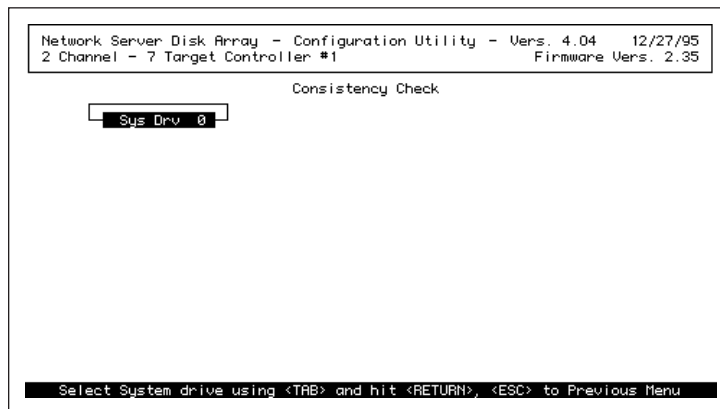 Network Server Disk Array - Configuration Utility - Vers. 4.04 12/27/95
2 Channel - 7 Target Controller #1 Firmware Vers. 2.35
Consistency Check
Sys Drv 0
Select System drive using <TAB> and hit <RETURN>, <ESC> to Previous Menu